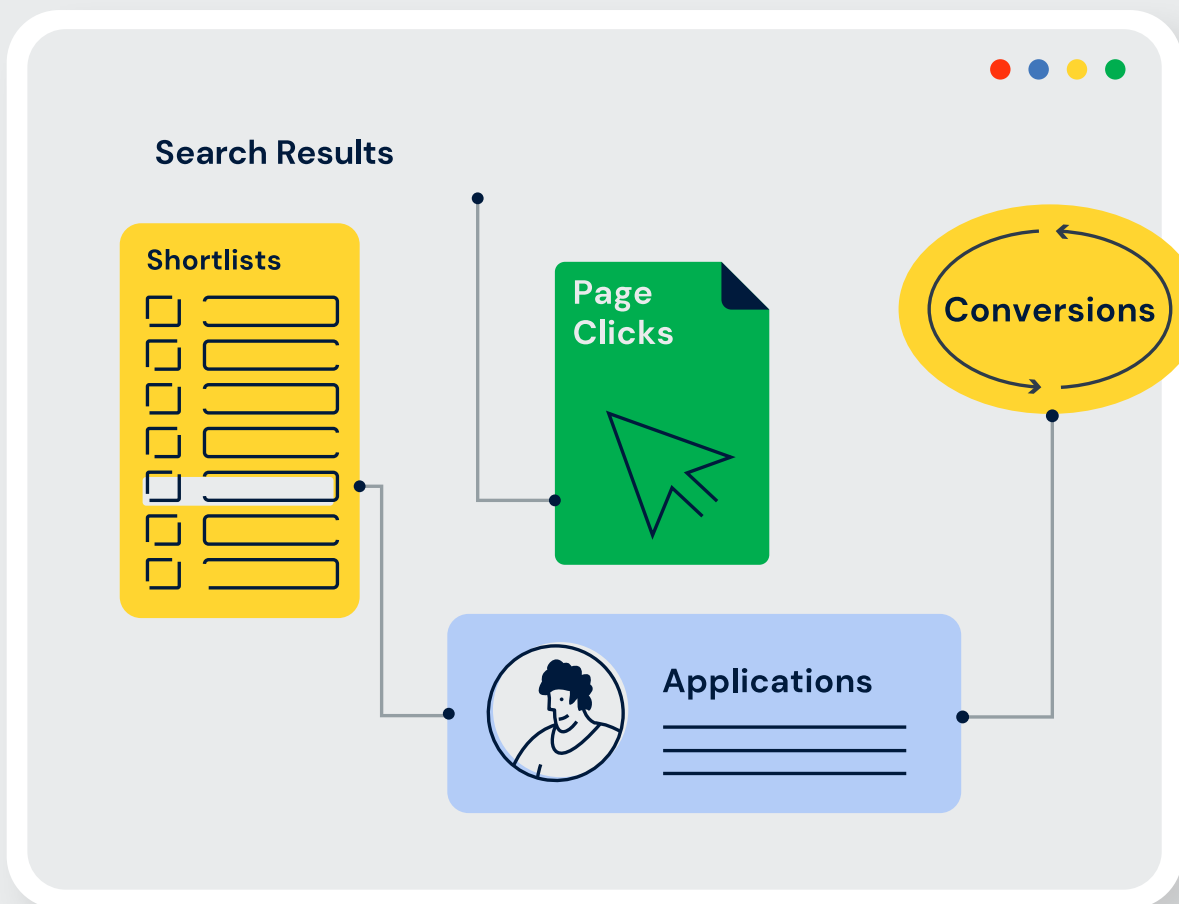 Search Results
Shortlists
Page
Clicks
Conversions
Applications